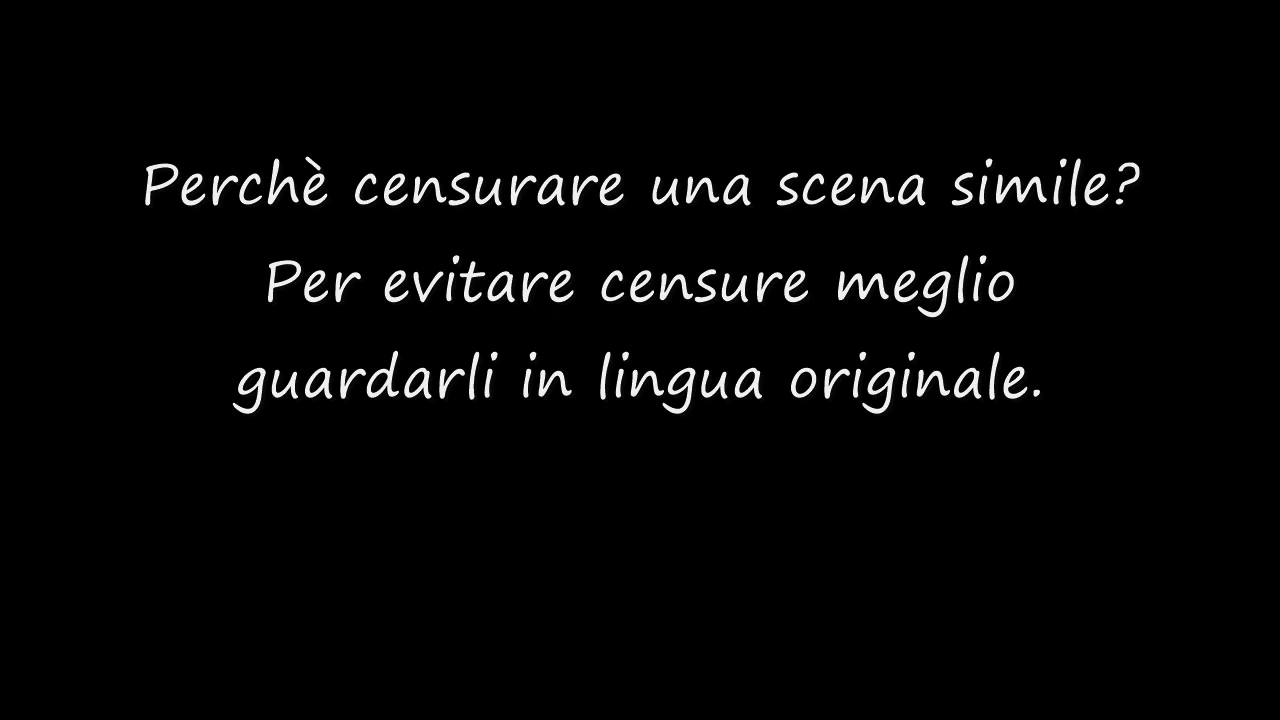 Perchè censurare una scena simile?
Per evitare censure meglio
guardarli in lingua originale.